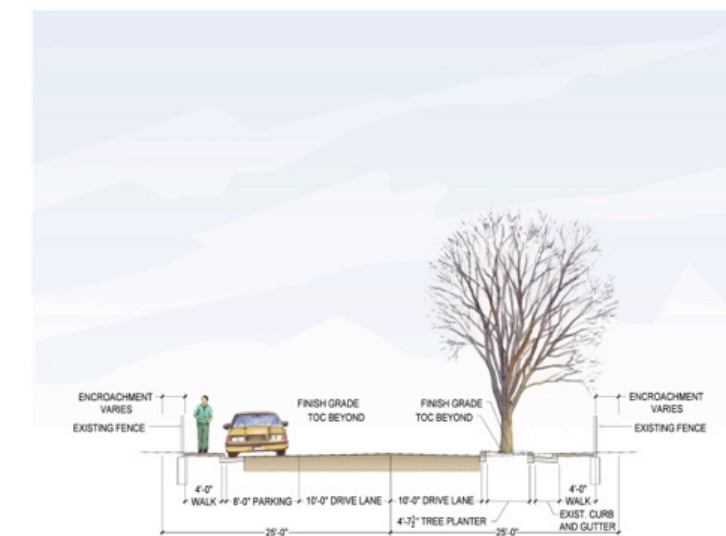 ENCROACHMENT
VARIES
EXISTING FENCE
FINISH GRADE
TOC BEYOND
FINISH GRADE
TOC BEYOND
ENCROACHMENT
VARIES
EXISTING FENCE
4'-0"
WALK
8'-0" PARKING
10'-0" DRIVE LANE
10'-0" DRIVE LANE
4'-7½" TREE PLANTER
4'-0"
WALK
EXIST. CURB
AND GUTTER
25'-0"
25'-0"